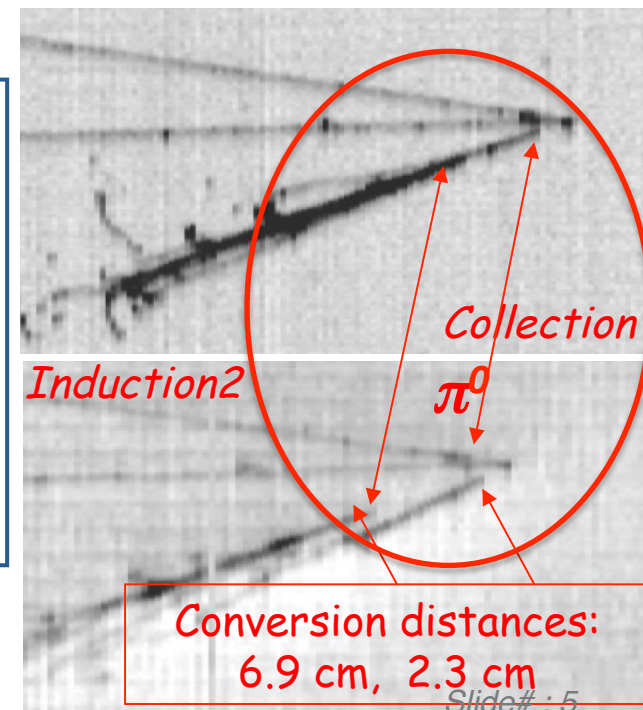 Collection
Induction2
π⁰
Conversion distances:
6.9 cm, 2.3 cm
Slide# : 5